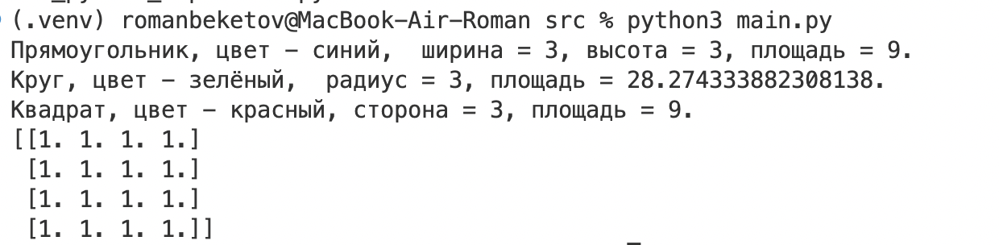 (.venv) romanbeketov@MacBook-Air-Roman src % python3 main.py
Прямоугольник, цвет – синий,  ширина = 3, высота = 3, площадь = 9.
Круг, цвет – зелёный,  радиус = 3, площадь = 28.274333882308138.
Квадрат, цвет – красный, сторона = 3, площадь = 9.
[[1. 1. 1. 1.]
 [1. 1. 1. 1.]
 [1. 1. 1. 1.]
 [1. 1. 1. 1.]]